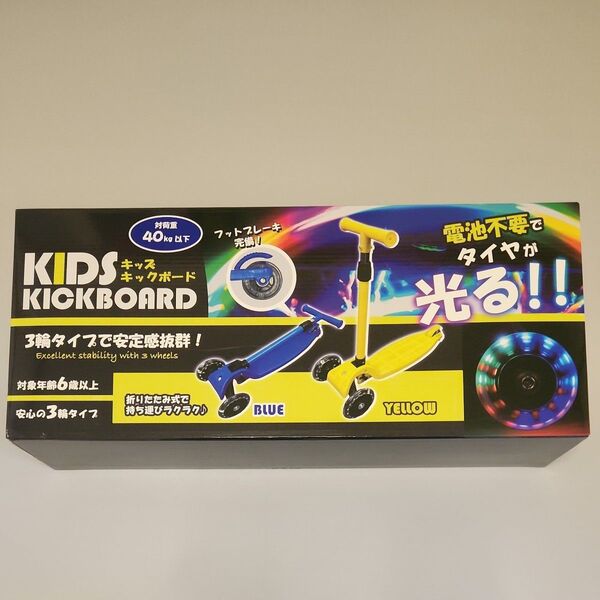 対荷重
40kg以下
KIDS キッズ
キックボード
KICKBOARD
3輪タイプで安定感抜群!
Excellent stability with 3 wheels
対象年齢6歳以上
安心の3輪タイプ
フットブレーキ
完備!
折りたたみ式で
持ち運びラクラク♪
BLUE
YELLOW
電池不要で
タイヤが
光る!!